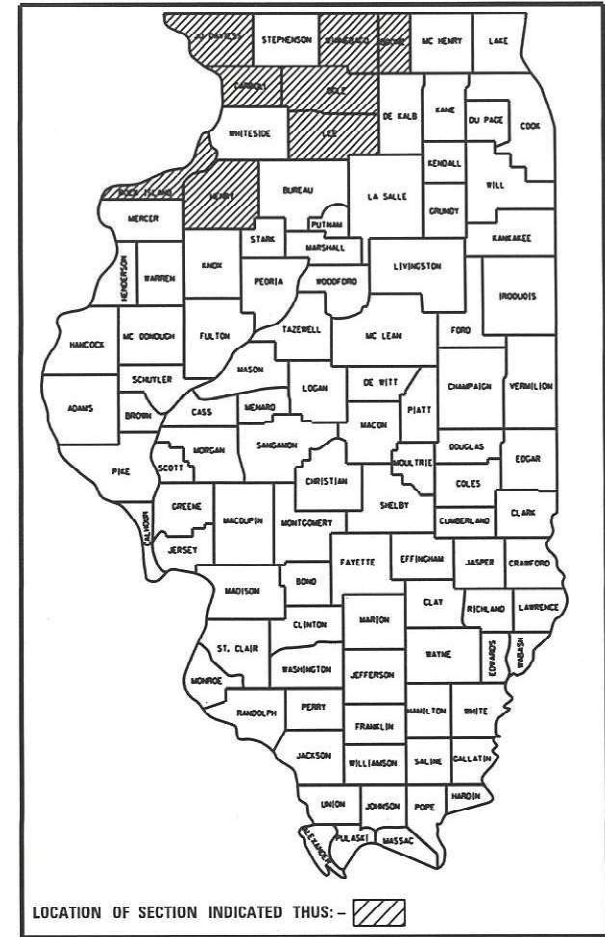 JO DAVIESS
STEPHENSON
WINNEBAGO
BOONE
MC HENRY
LAKE
CARROLL
OGLE
DE KALB
KANE
DU PAGE
COOK
WHITESIDE
LEE
KENDALL
WILL
ROCK ISLAND
HENRY
BUREAU
LA SALLE
GRUNDY
MERCER
PUTNAM
KANKAKEE
STARK
MARSHALL
HENDERSON
WARREN
KNOX
PEORIA
WOODFORD
LIVINGSTON
IROQUOIS
HANCOCK
MC DONOUGH
FULTON
TAZEWELL
MC LEAN
FORD
MASON
SCHUYLER
LOGAN
DE WITT
CHAMPAIGN
VERMILION
ADAMS
BROWN
CASS
MENARD
PIATT
MACON
PIKE
SCOTT
MORGAN
SANGAMON
CHRISTIAN
MOULTRIE
DOUGLAS
EDGAR
COLES
CALHOUN
GREENE
MACOUPIN
MONTGOMERY
SHELBY
CUMBERLAND
CLARK
JERSEY
FAYETTE
EFFINGHAM
JASPER
CRAWFORD
MADISON
BOND
CLAY
RICHLAND
LAWRENCE
CLINTON
MARION
ST. CLAIR
WAYNE
EDWARDS
WABASH
WASHINGTON
JEFFERSON
MONROE
RANDOLPH
PERRY
HAMILTON
WHITE
FRANKLIN
JACKSON
WILLIAMSON
SALINE
GALLATIN
UNION
JOHNSON
POPE
HARDIN
ALEXANDER
PULASKI
MASSAC
LOCATION OF SECTION INDICATED THUS: -